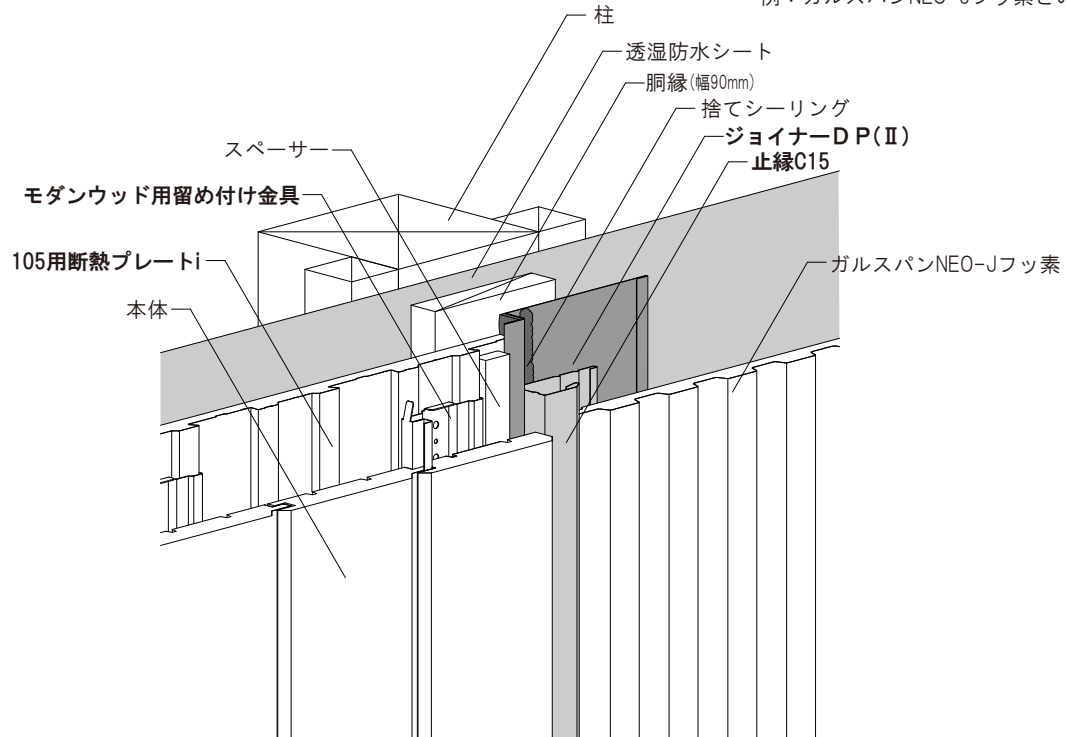 柱
透湿防水シート
胴縁(幅90mm)
捨てシーリング
ジョイナーＤＰ(Ⅱ)
止縁C15
スペーサー
モダンウッド用留め付け金具
105用断熱プレートi
本体
ガルスパンNEO-Jフッ素